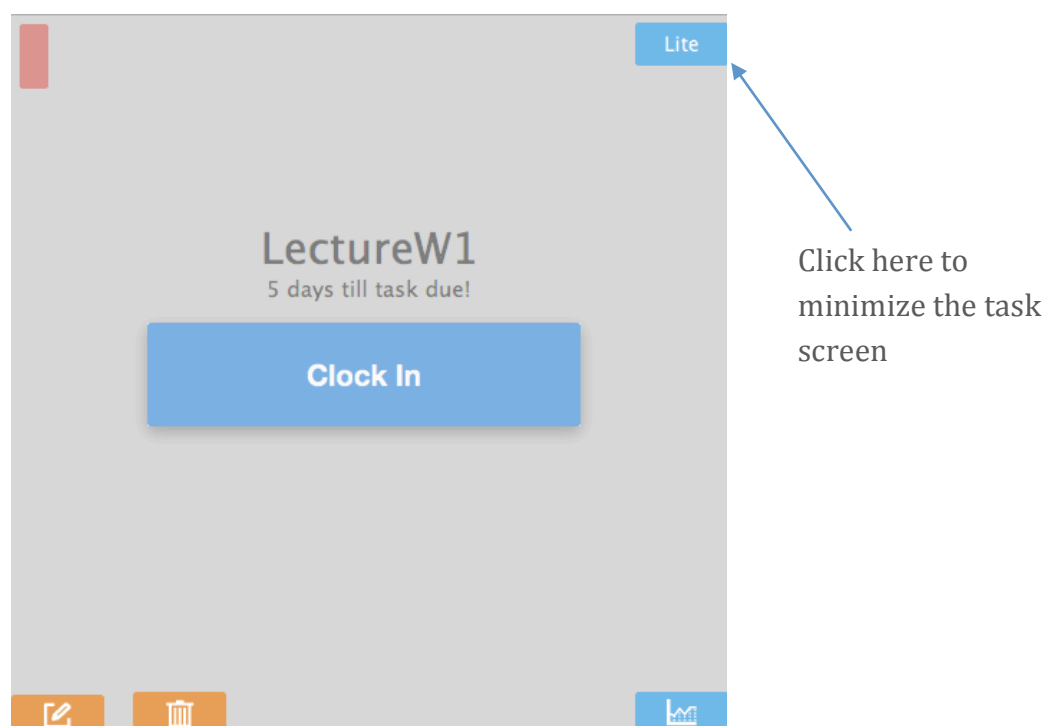 Lite
LectureW1
5 days till task due!
Clock In
Click here to
minimize the task
screen